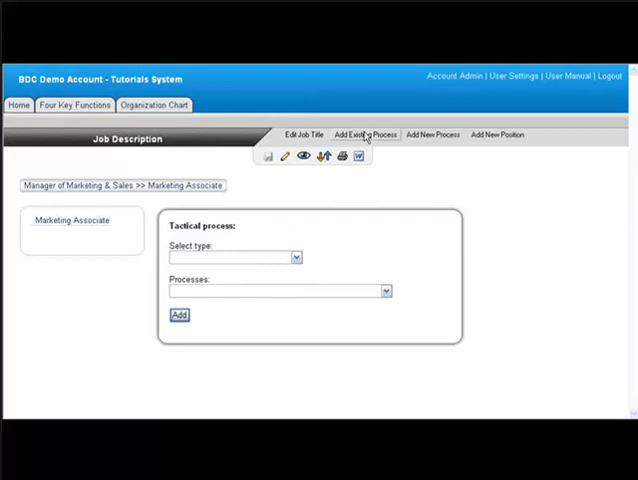 BDC Demo Account - Tutorials System
Account Admin | User Settings | User Manual | Logout
Home Four Key Functions Organization Chart
Job Description
Edit Job Title Add Existing Process Add New Process Add New Position
Manager of Marketing & Sales >> Marketing Associate
Marketing Associate
Tactical process:
Select type:
Processes:
Add